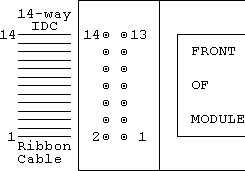 14-way
IDC
14
14 13
FRONT
OF
MODULE
1
2 1
Ribbon
Cable